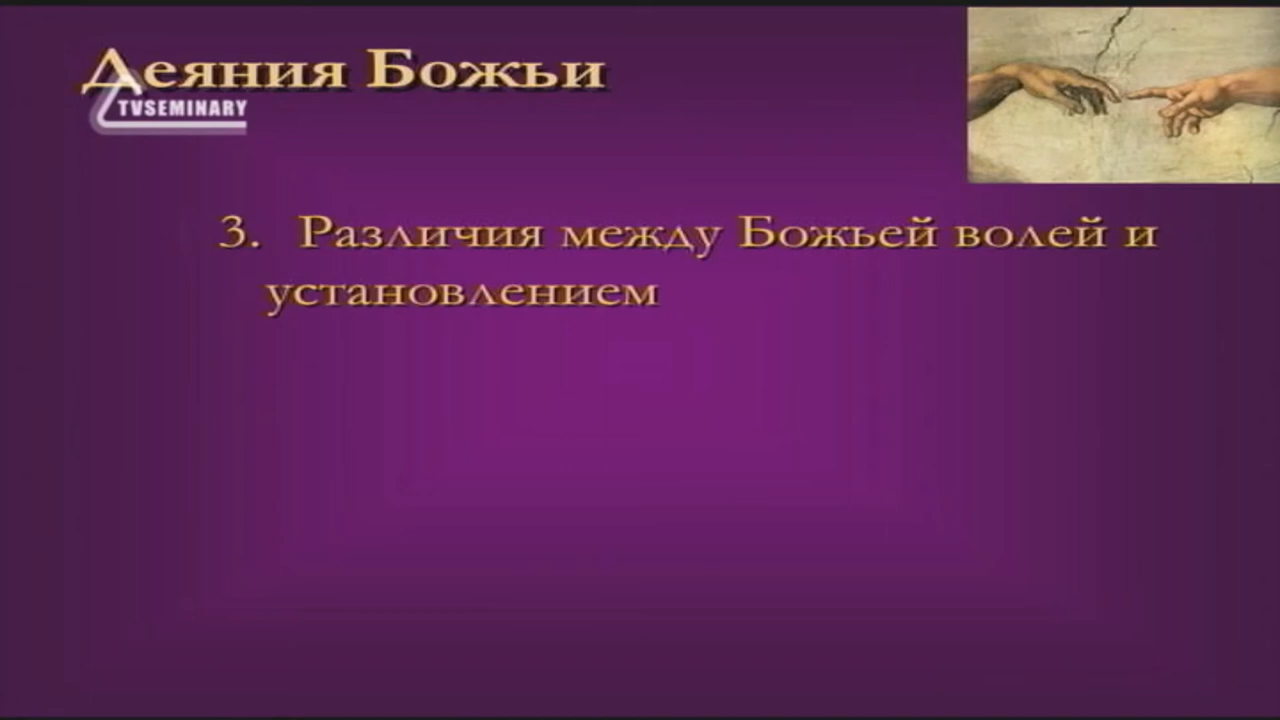 Деяния Божьи
TVSEMINARY
3. Различия между Божьей волей и
установлением